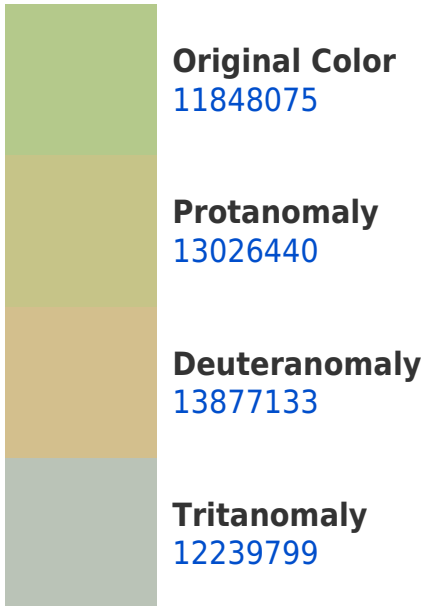 Original Color
11848075
Protanomaly
13026440
Deuteranomaly
13877133
Tritanomaly
12239799